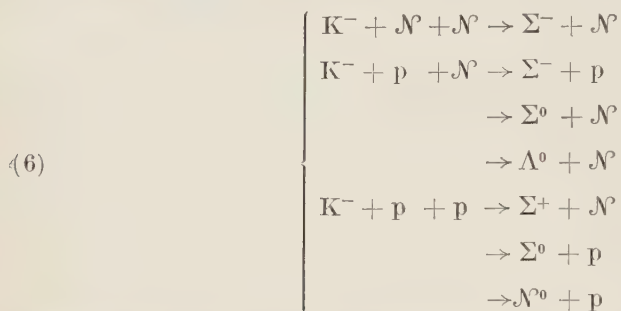 K⁻ + 𝒩 + 𝒩 → Σ⁻ + 𝒩
K⁻ + p + 𝒩 → Σ⁻ + p
→ Σ⁰ + 𝒩
(6) → Λ⁰ + 𝒩
K⁻ + p + p → Σ⁺ + 𝒩
→ Σ⁰ + p
→ 𝒩⁰ + p